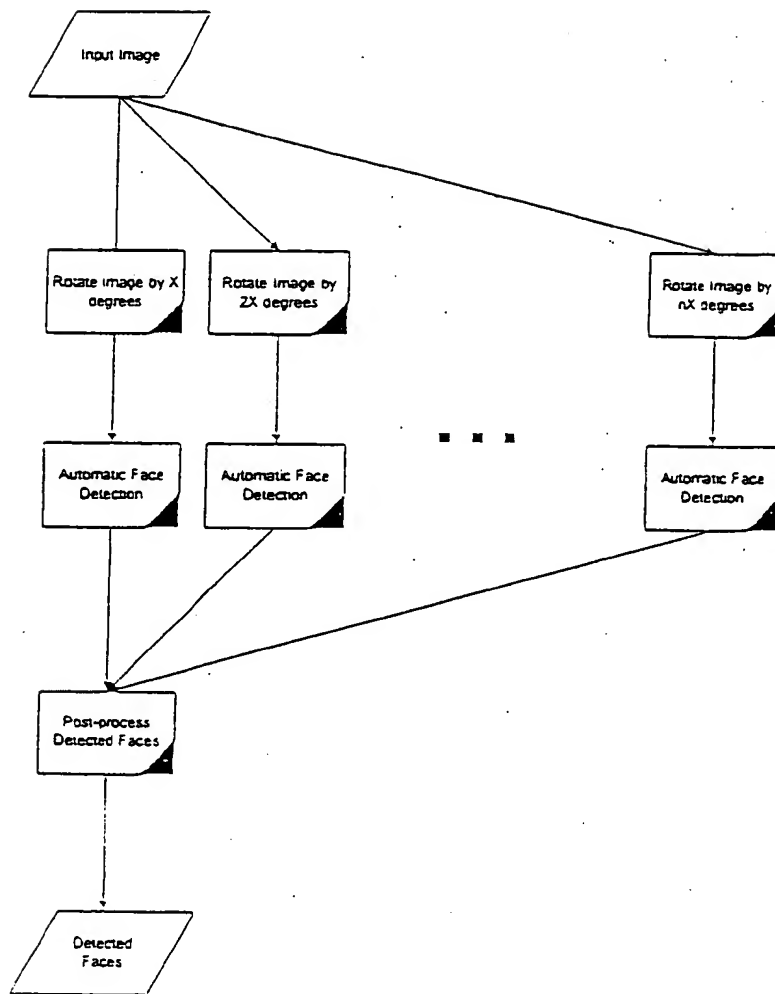 Input Image
Rotate Image by X
degrees
Rotate Image by
2X degrees
Rotate Image by
nX degrees
Automatic Face
Detection
Automatic Face
Detection
Automatic Face
Detection
Post-process
Detected Faces
Detected
Faces